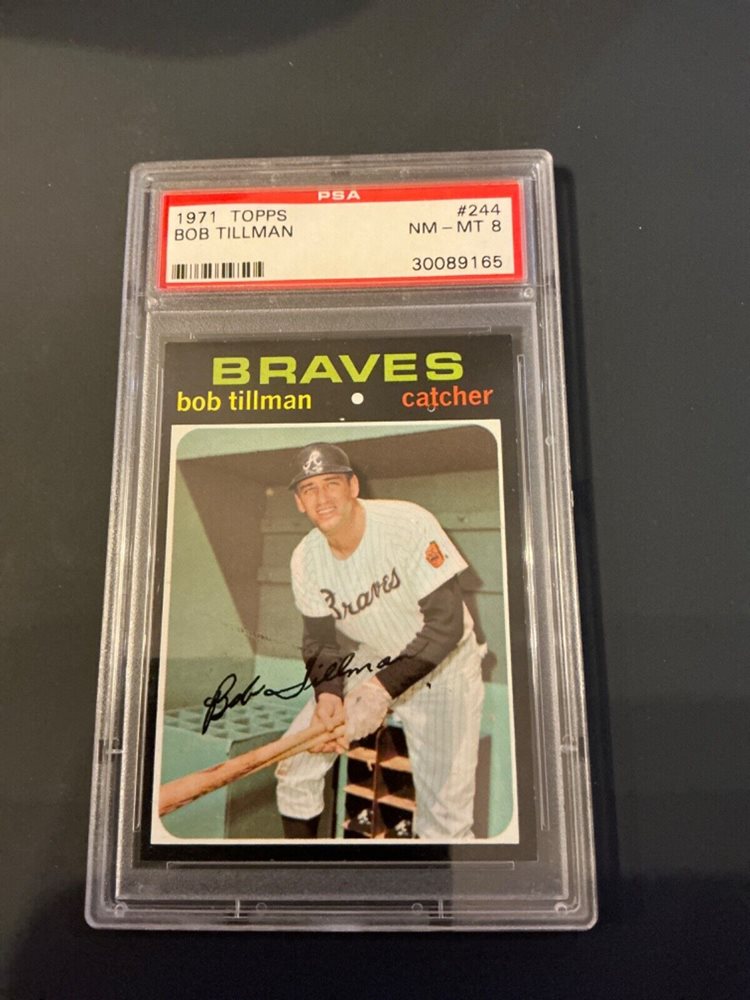 PSA
1971 TOPPS #244
BOB TILLMAN NM - MT 8
30089165
BRAVES
bob tillman • catcher
A
Braves
Bob Tillman